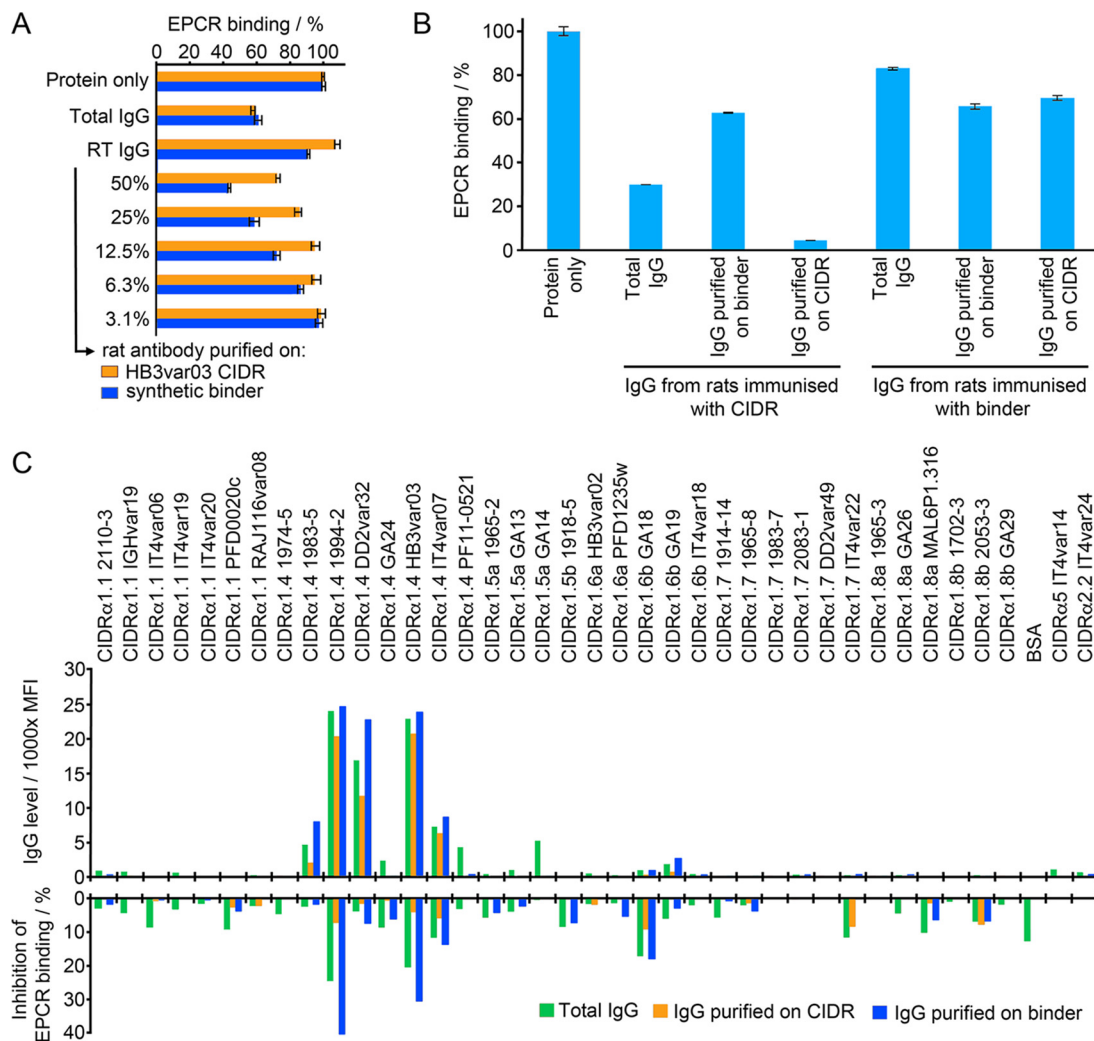 A
EPCR binding / %
0 20 40 60 80 100
Protein only
Total IgG
RT IgG
50%
25%
12.5%
6.3%
3.1%
rat antibody purified on:
HB3var03 CIDR
synthetic binder
B
EPCR binding / %
100
80
60
40
20
0
Protein only
Total IgG
IgG purified on binder
IgG purified on CIDR
Total IgG
IgG purified on binder
IgG purified on CIDR
IgG from rats immunised
with CIDR
IgG from rats immunised
with binder
C
CIDRα1.1 2110-3
CIDRα1.1 IGHvar19
CIDRα1.1 IT4var06
CIDRα1.1 IT4var19
CIDRα1.1 IT4var20
CIDRα1.1 PFD0020c
CIDRα1.1 RAJ116var08
CIDRα1.4 1974-5
CIDRα1.4 1983-5
CIDRα1.4 1994-2
CIDRα1.4 DD2var32
CIDRα1.4 GA24
CIDRα1.4 HB3var03
CIDRα1.4 IT4var07
CIDRα1.4 PF11-0521
CIDRα1.5a 1965-2
CIDRα1.5a GA13
CIDRα1.5a GA14
CIDRα1.5b 1918-5
CIDRα1.6a HB3var02
CIDRα1.6a PFD1235w
CIDRα1.6b GA18
CIDRα1.6b GA19
CIDRα1.6b IT4var18
CIDRα1.7 1914-14
CIDRα1.7 1965-8
CIDRα1.7 1983-7
CIDRα1.7 2083-1
CIDRα1.7 DD2var49
CIDRα1.7 IT4var22
CIDRα1.8a 1965-3
CIDRα1.8a GA26
CIDRα1.8a MAL6P1.316
CIDRα1.8b 1702-3
CIDRα1.8b 2053-3
CIDRα1.8b GA29
BSA
CIDRα5 IT4var14
CIDRα2.2 IT4var24
IgG level / 1000x MFI
30
25
20
15
10
5
0
Inhibition of
EPCR binding / %
0
10
20
30
40
Total IgG
IgG purified on CIDR
IgG purified on binder